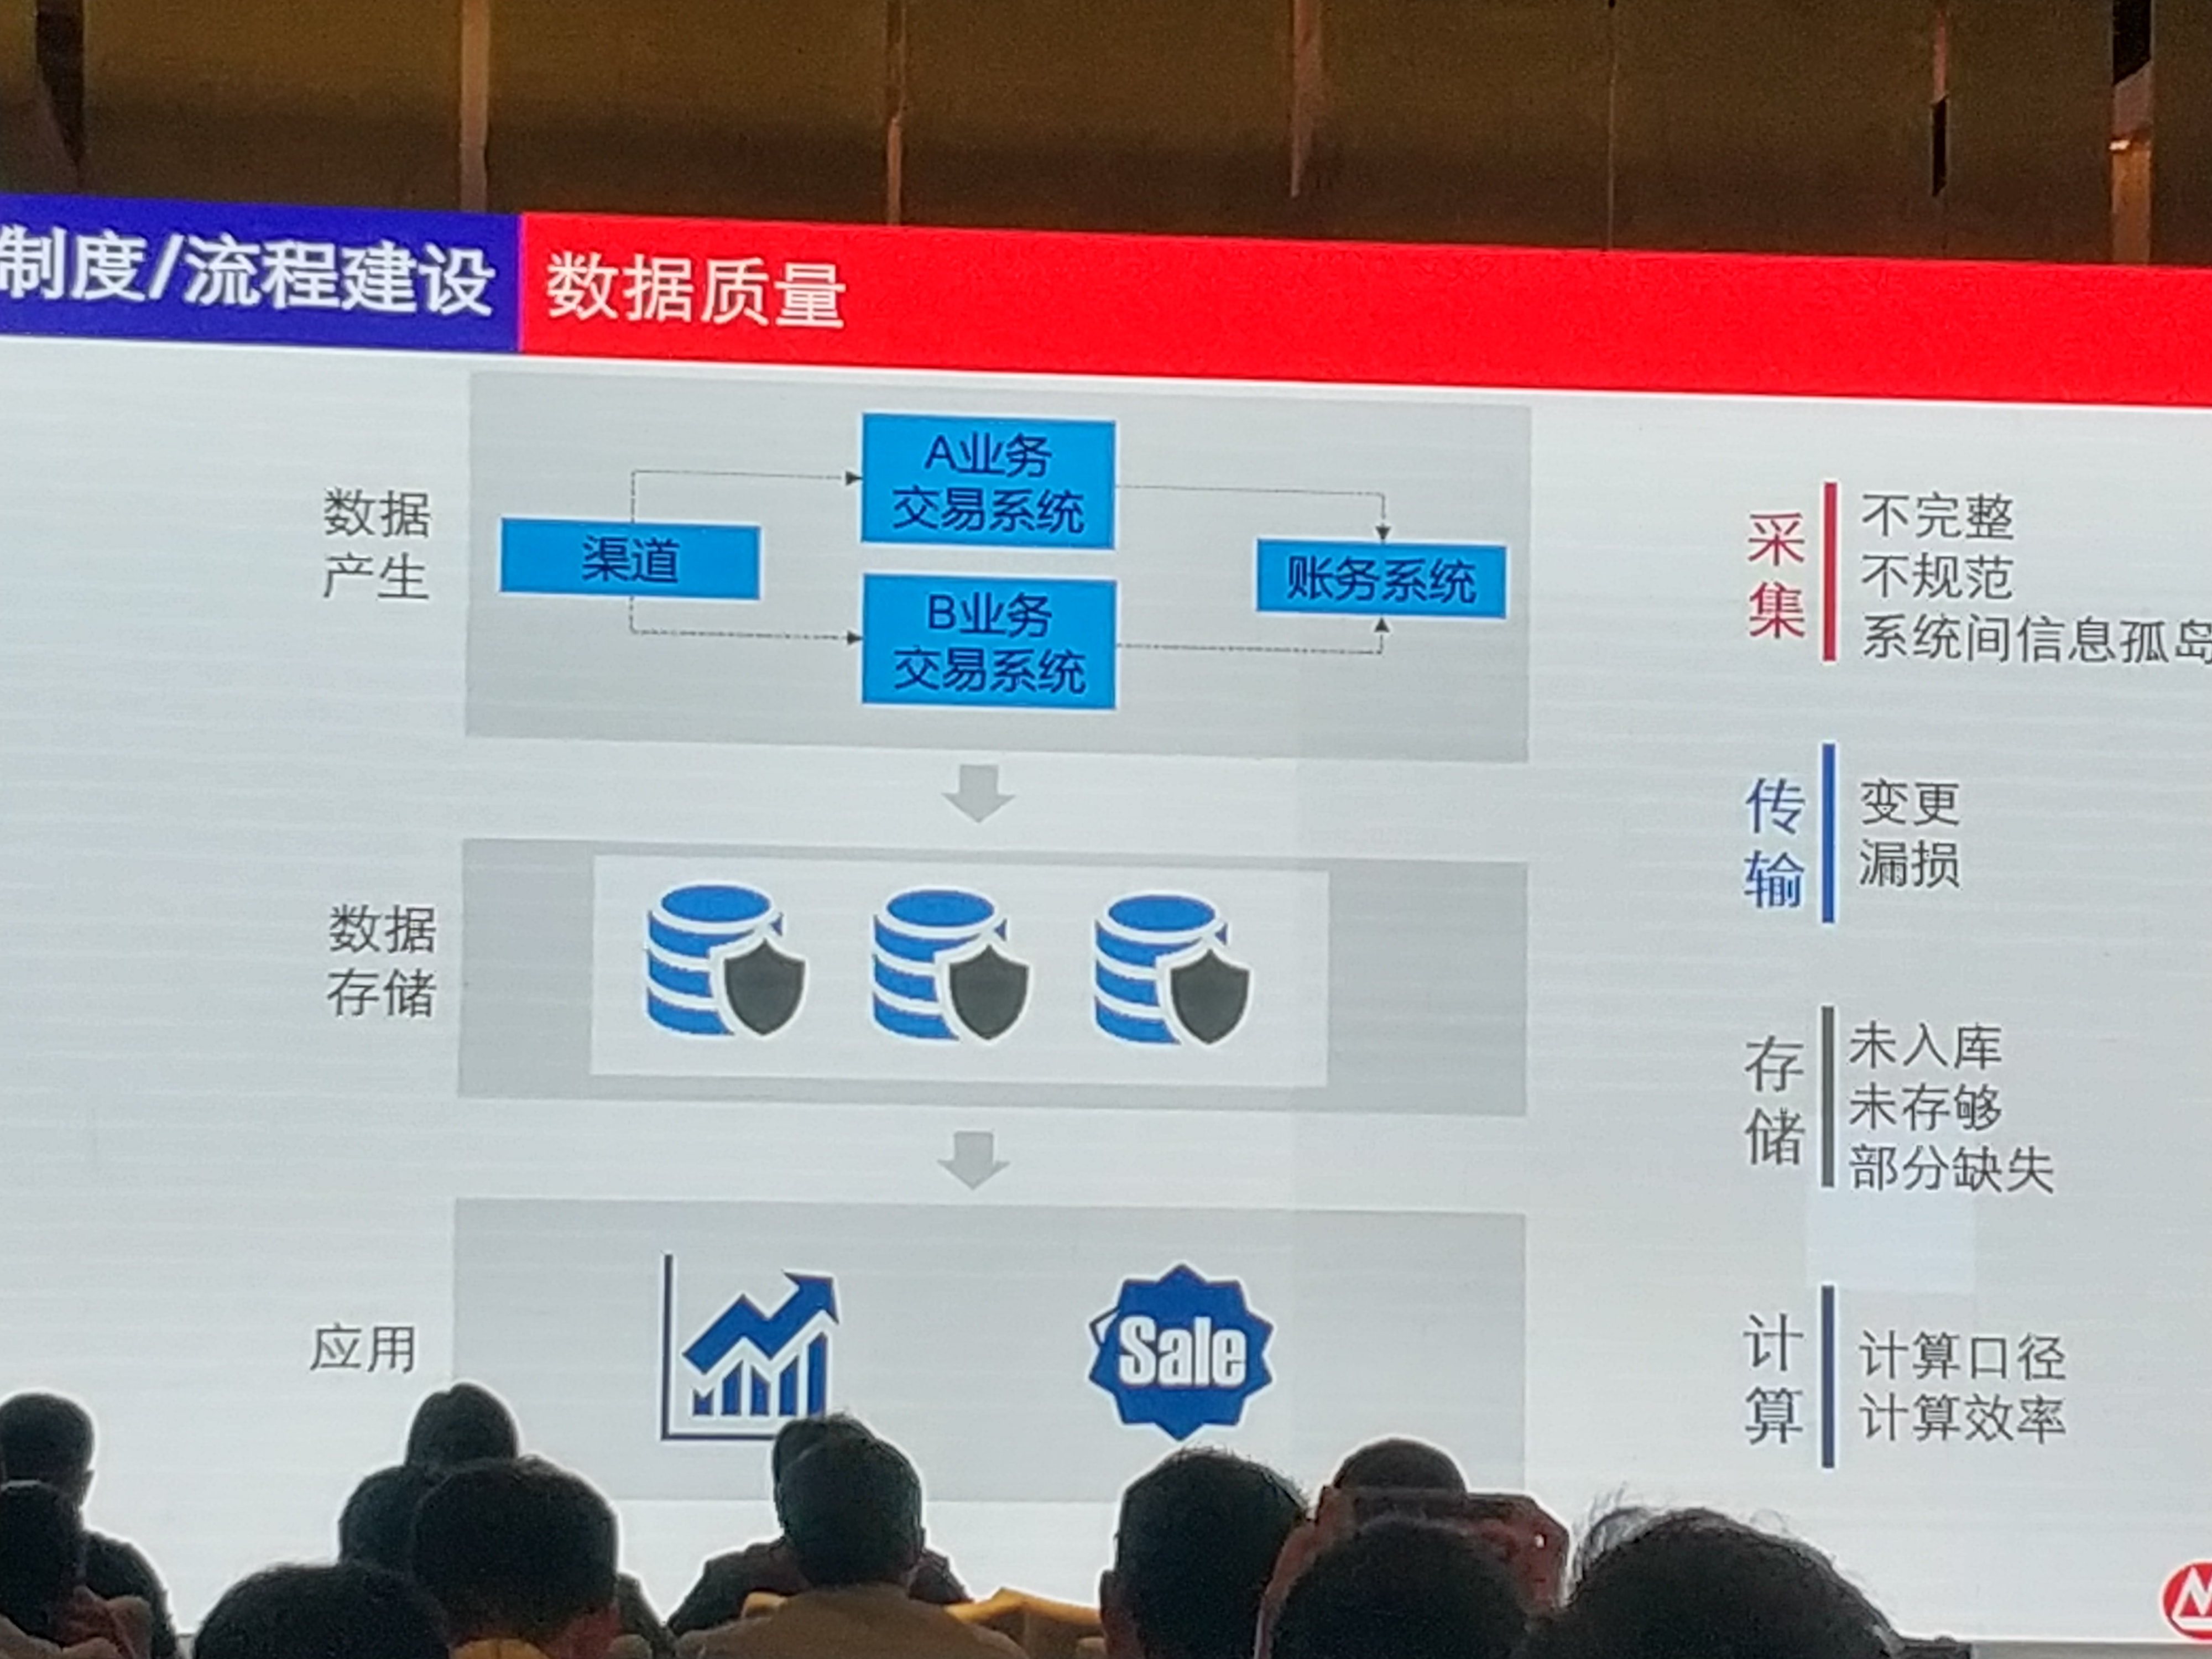 制度/流程建设
数据质量
数据
产生
渠道
A业务
交易系统
B业务
交易系统
账务系统
数据
存储
应用
Sale
采
集
不完整
不规范
系统间信息孤岛
传
输
变更
漏损
存
储
未入库
未存够
部分缺失
计
算
计算口径
计算效率